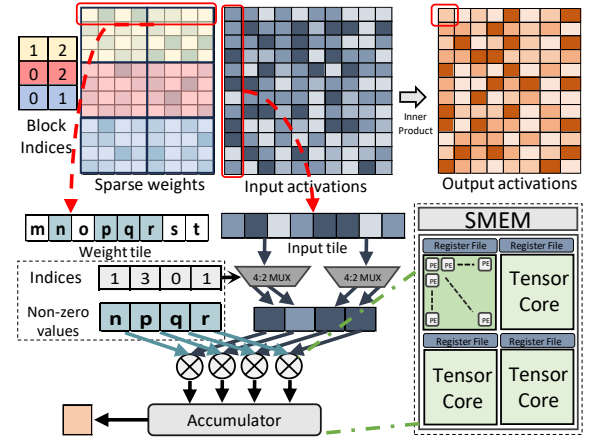 1 2
0 2
0 1
Block
Indices
Sparse weights
Input activations
Inner
Product
Output activations
m n o p q r s t
Weight tile
Input tile
Indices
1 3 0 1
4:2 MUX
4:2 MUX
Non-zero
values
n p q r
Accumulator
SMEM
Register File
Register File
PE PE PE
PE
PE PE
Tensor
Core
Register File
Register File
Tensor
Core
Tensor
Core